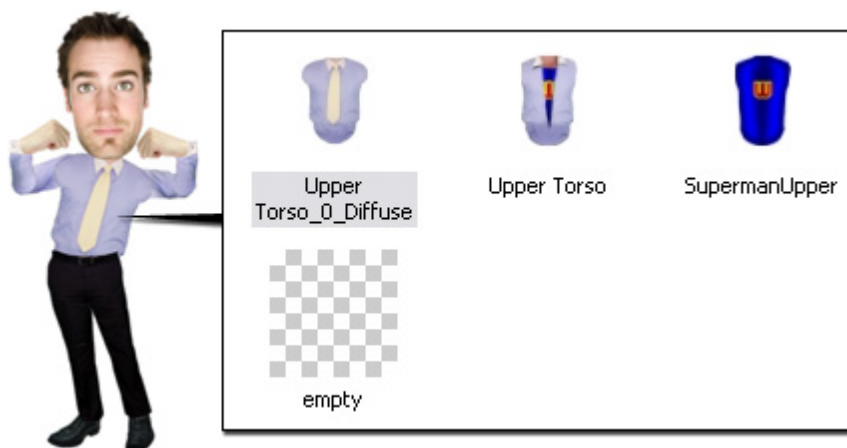 Upper
Torso_0_Diffuse
Upper Torso
SupermanUpper
empty